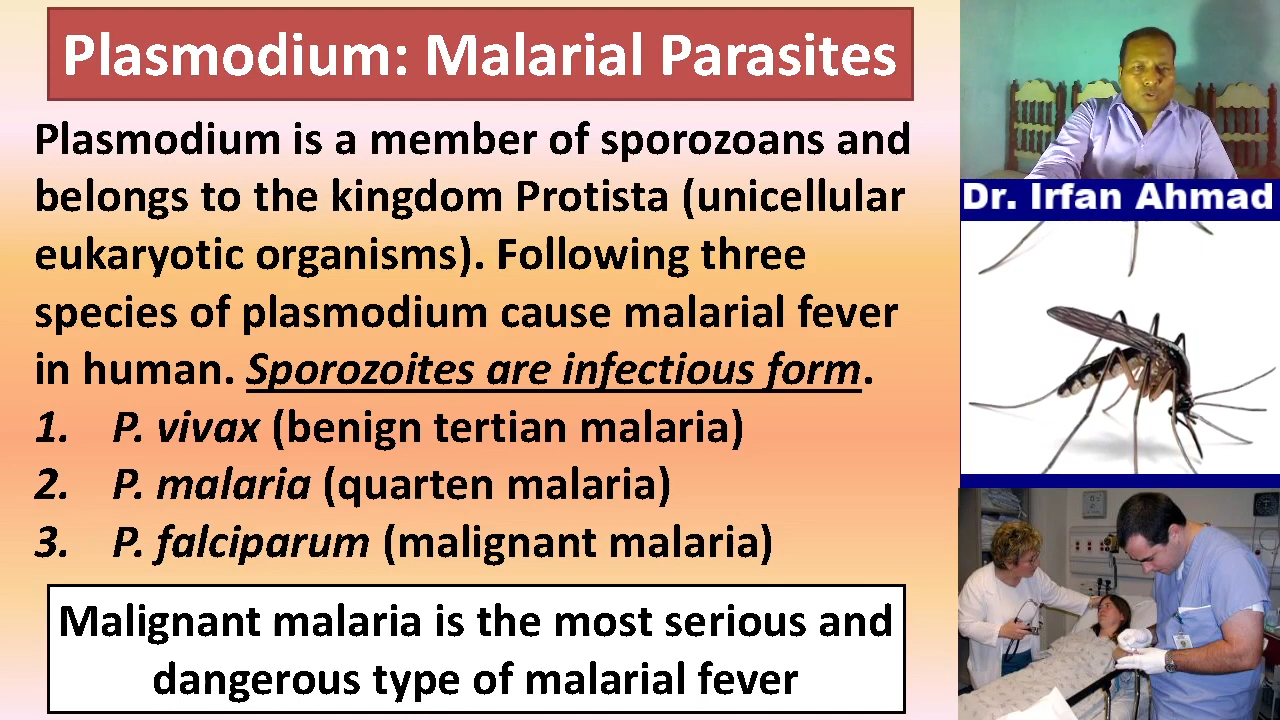 Plasmodium: Malarial Parasites
Plasmodium is a member of sporozoans and
belongs to the kingdom Protista (unicellular
eukaryotic organisms). Following three
species of plasmodium cause malarial fever
in human. Sporozoites are infectious form.
1. P. vivax (benign tertian malaria)
2. P. malaria (quarten malaria)
3. P. falciparum (malignant malaria)
Malignant malaria is the most serious and
dangerous type of malarial fever
Dr. Irfan Ahmad